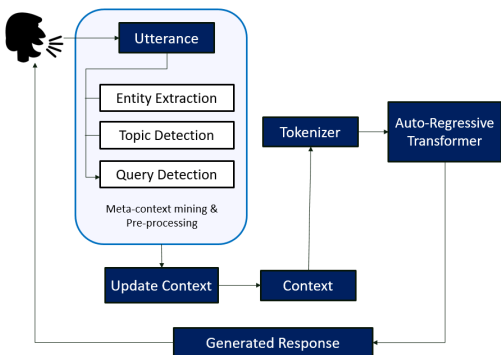 Utterance
Entity Extraction
Topic Detection
Query Detection
Meta-context mining &
Pre-processing
Tokenizer
Auto-Regressive
Transformer
Update Context
Context
Generated Response